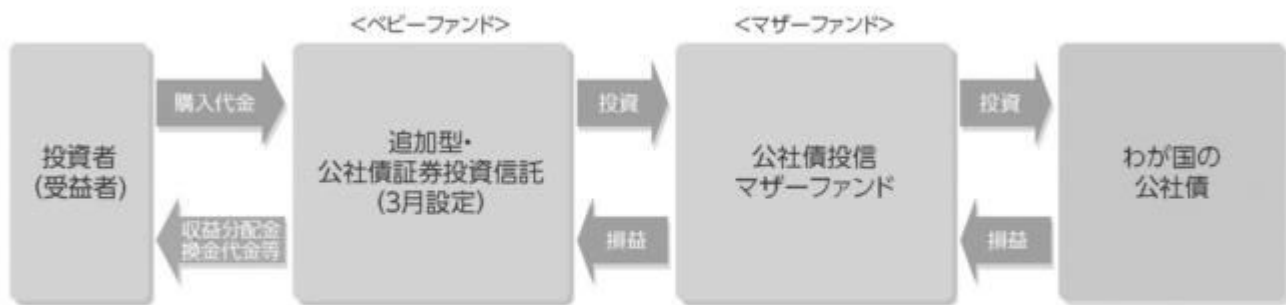 <ベビーファンド>
<マザーファンド>
購入代金
投資
投資
投資者
(受益者)
追加型・
公社債証券投資信託
(3月設定)
公社債投信
マザーファンド
わが国の
公社債
収益分配金
換金代金等
損益
損益